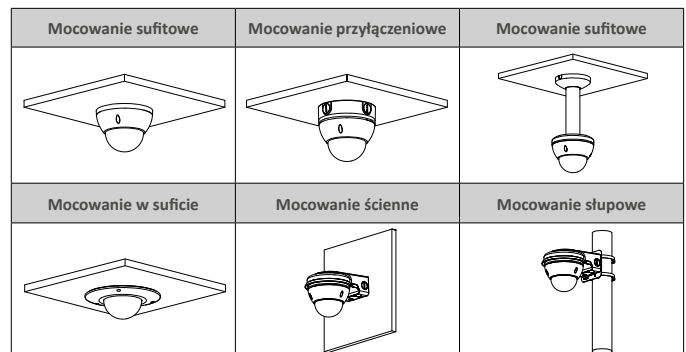 Mocowanie sufitowe
Mocowanie przyłączeniowe
Mocowanie sufitowe
Mocowanie w suficie
Mocowanie ścienne
Mocowanie słupowe